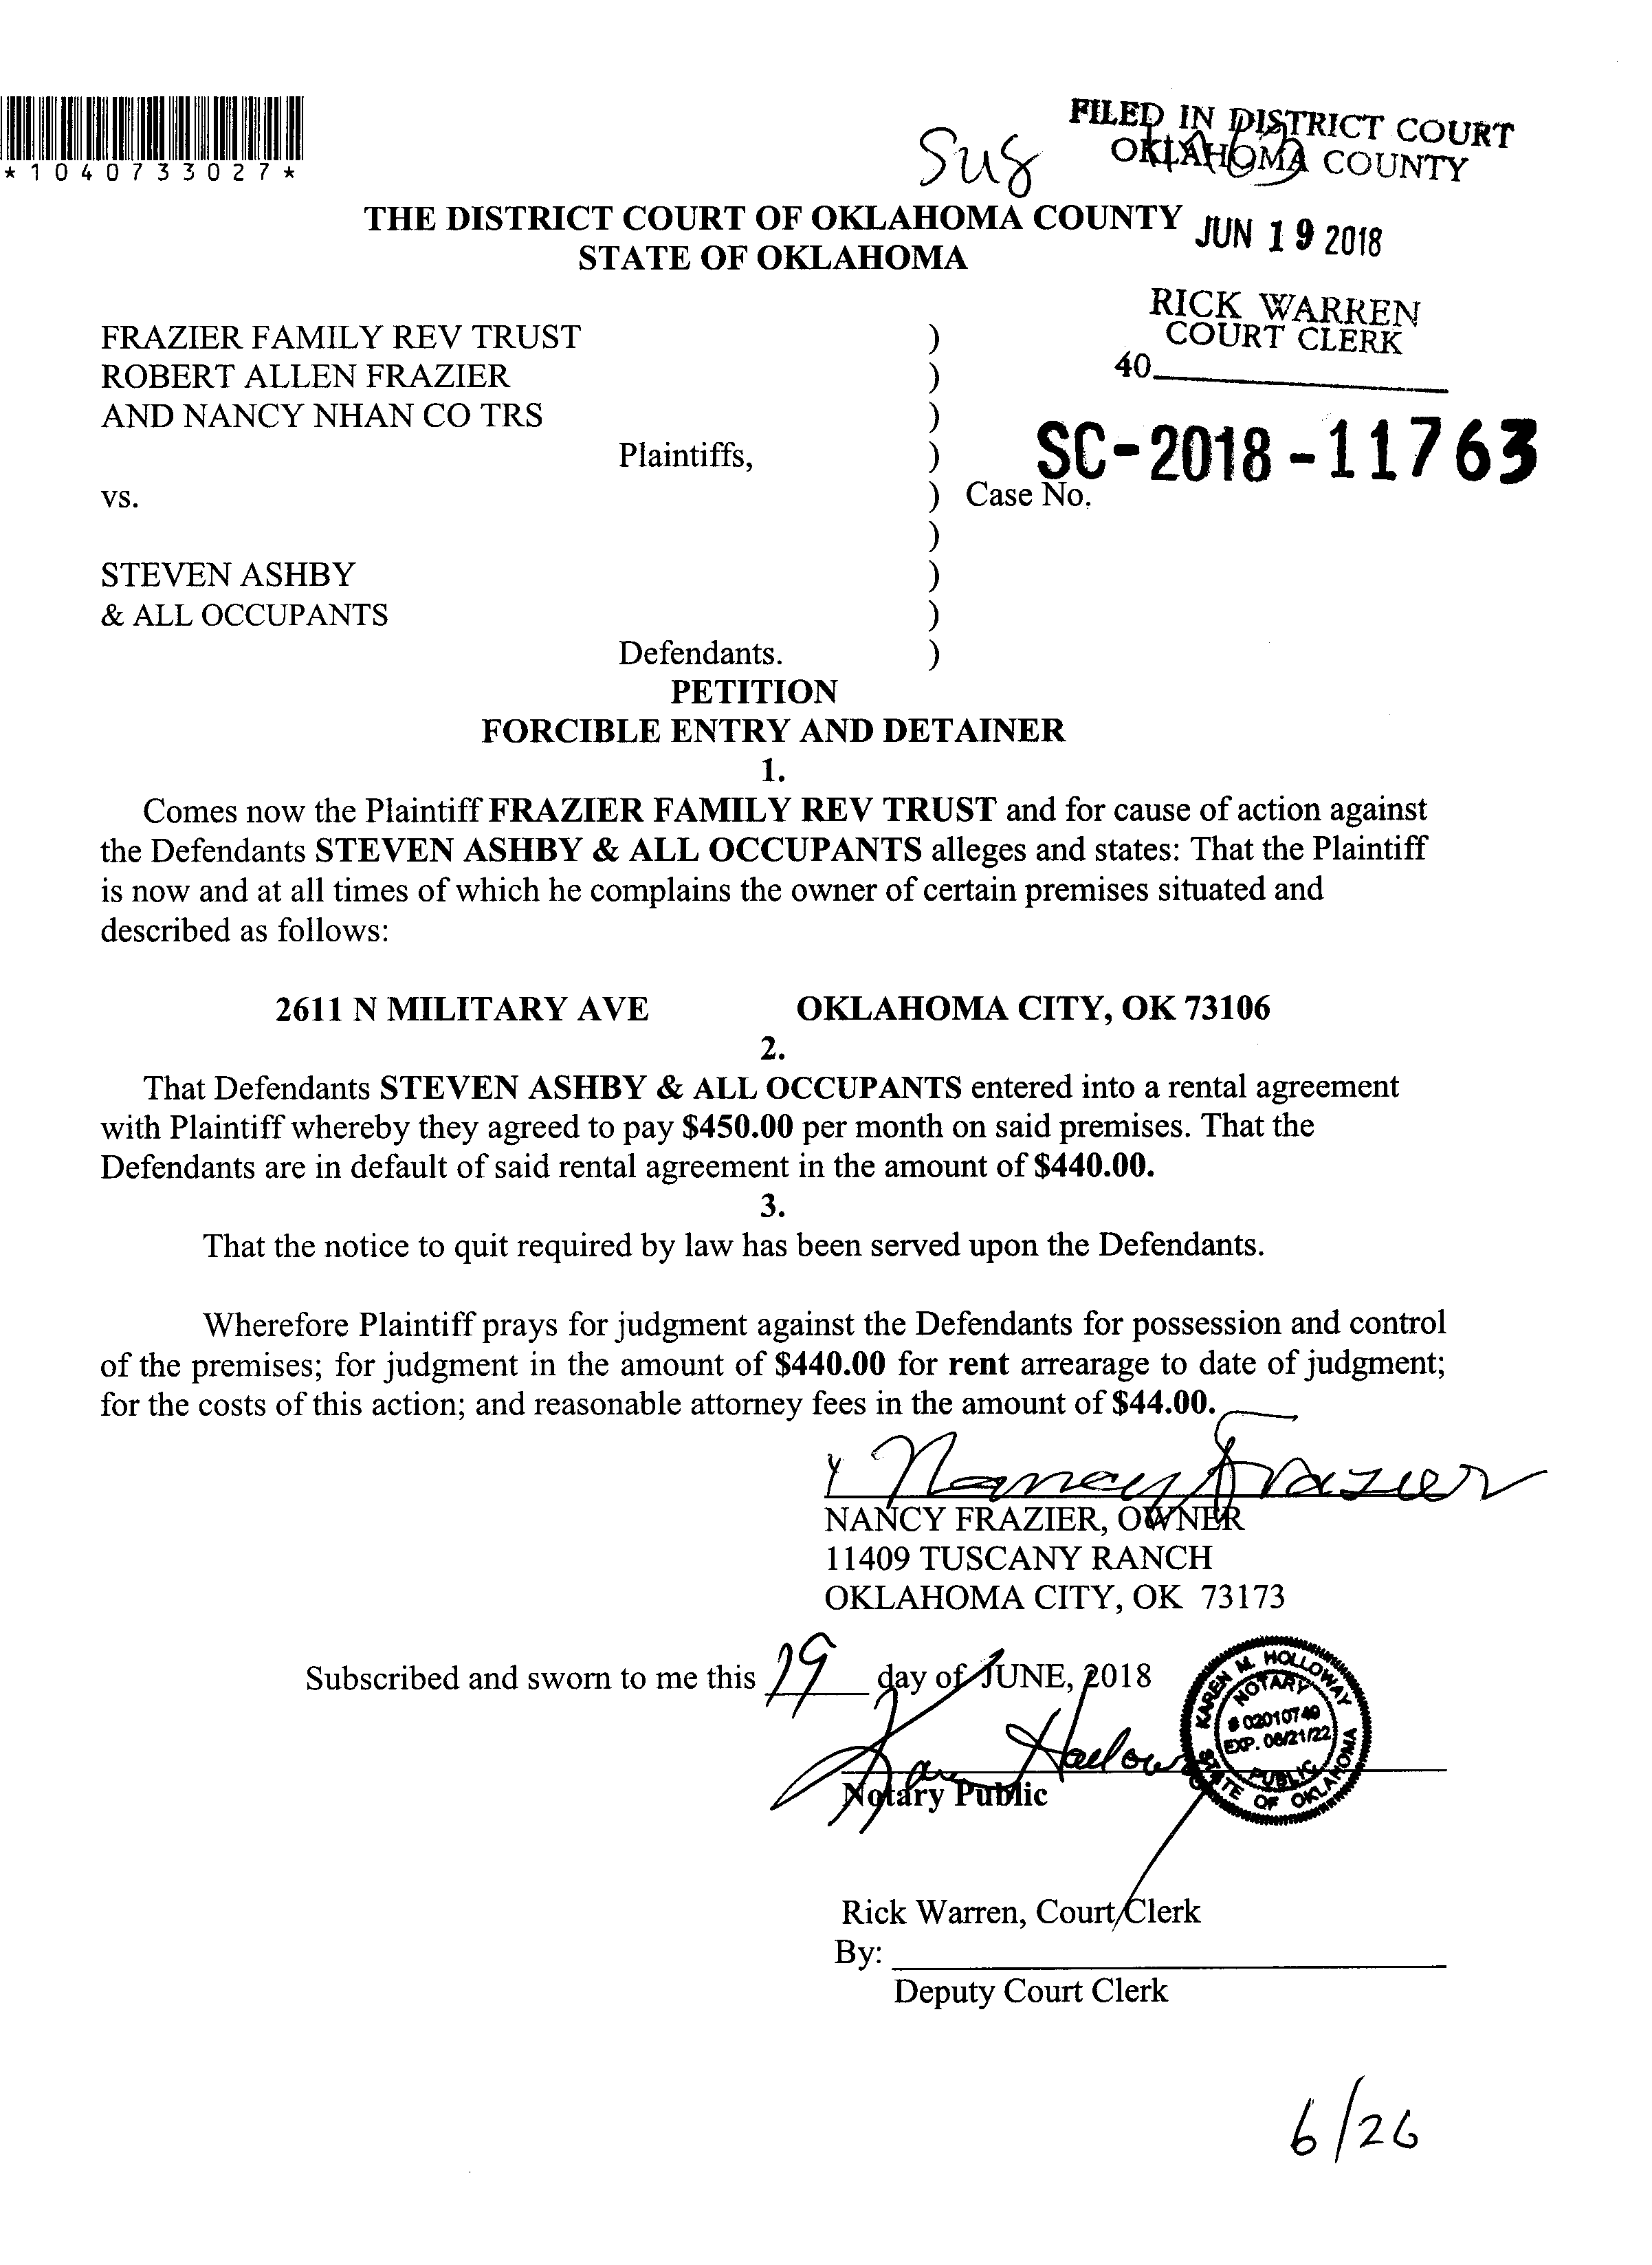 *1040733027*
FILED IN DISTRICT COURT
OKLAHOMA COUNTY
THE DISTRICT COURT OF OKLAHOMA COUNTY
STATE OF OKLAHOMA
JUN 19 2018
RICK WARREN
COURT CLERK
40
FRAZIER FAMILY REV TRUST )
ROBERT ALLEN FRAZIER )
AND NANCY NHAN CO TRS )
Plaintiffs, )
SC-2018-11763
vs. ) Case No.
)
STEVEN ASHBY )
& ALL OCCUPANTS )
Defendants. )
PETITION
FORCIBLE ENTRY AND DETAINER
1.
Comes now the Plaintiff FRAZIER FAMILY REV TRUST and for cause of action against
the Defendants STEVEN ASHBY & ALL OCCUPANTS alleges and states: That the Plaintiff
is now and at all times of which he complains the owner of certain premises situated and
described as follows:
2611 N MILITARY AVE OKLAHOMA CITY, OK 73106
2.
That Defendants STEVEN ASHBY & ALL OCCUPANTS entered into a rental agreement
with Plaintiff whereby they agreed to pay $450.00 per month on said premises. That the
Defendants are in default of said rental agreement in the amount of $440.00.
3.
That the notice to quit required by law has been served upon the Defendants.
Wherefore Plaintiff prays for judgment against the Defendants for possession and control
of the premises; for judgment in the amount of $440.00 for rent arrearage to date of judgment;
for the costs of this action; and reasonable attorney fees in the amount of $44.00.
Nancy Frazier
NANCY FRAZIER, OWNER
11409 TUSCANY RANCH
OKLAHOMA CITY, OK 73173
Subscribed and sworn to me this 19 day of JUNE, 2018
KAREN M. HOLLOWAY
NOTARY
# 02010749
EXP. 06/21/22
PUBLIC
STATE OF OKLAHOMA
Karen Holloway
Notary Public
Rick Warren, Court Clerk
By:
Deputy Court Clerk
6/26